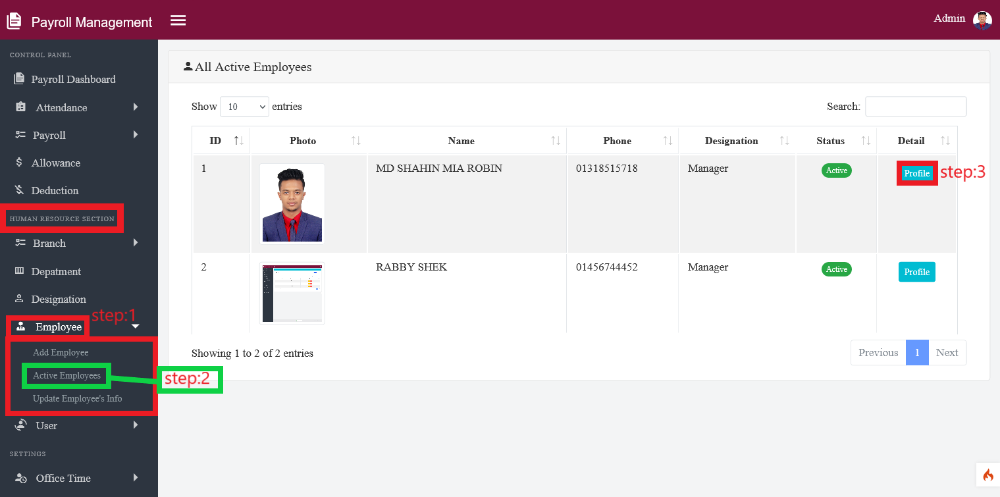 Payroll Management
Admin
CONTROL PANEL
Payroll Dashboard
Attendance
Payroll
Allowance
Deduction
HUMAN RESOURCE SECTION
Branch
Depatment
Designation
Employee
step:1
Add Employee
Active Employees
step:2
Update Employee's Info
User
SETTINGS
Office Time
All Active Employees
Show 10 entries
Search:
ID Photo Name Phone Designation Status Detail
1 MD SHAHIN MIA ROBIN 01318515718 Manager Active Profile step:3
2 RABBY SHEK 01456744452 Manager Active Profile
Showing 1 to 2 of 2 entries
Previous 1 Next